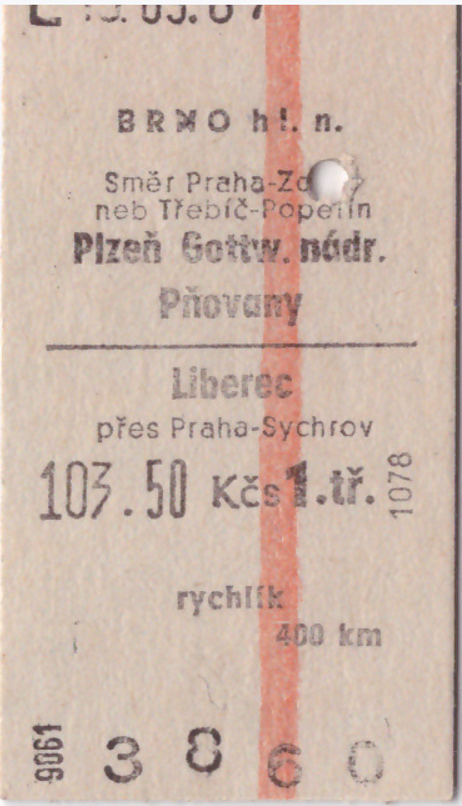 BRNO hl. n.
Směr Praha-
neb Třebíč-Popelín
Plzeň Gottw. nádr.
Pňovany
Liberec
přes Praha-Sychrov
103.50 Kčs 1.tř.
1078
rychlík
400 km
9061
3860